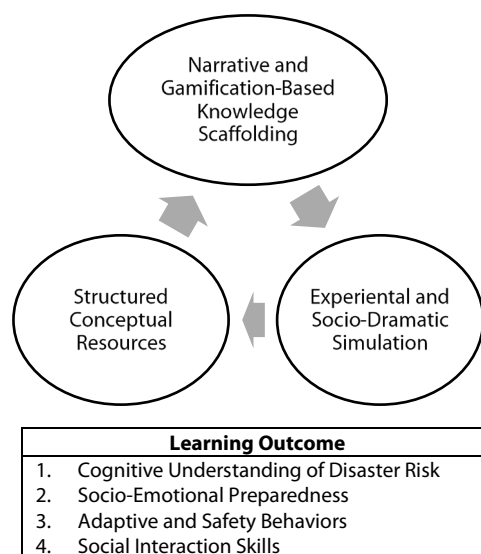 Narrative and
Gamification-Based
Knowledge
Scaffolding
Structured
Conceptual
Resources
Experiental and
Socio-Dramatic
Simulation
Learning Outcome
1. Cognitive Understanding of Disaster Risk
2. Socio-Emotional Preparedness
3. Adaptive and Safety Behaviors
4. Social Interaction Skills